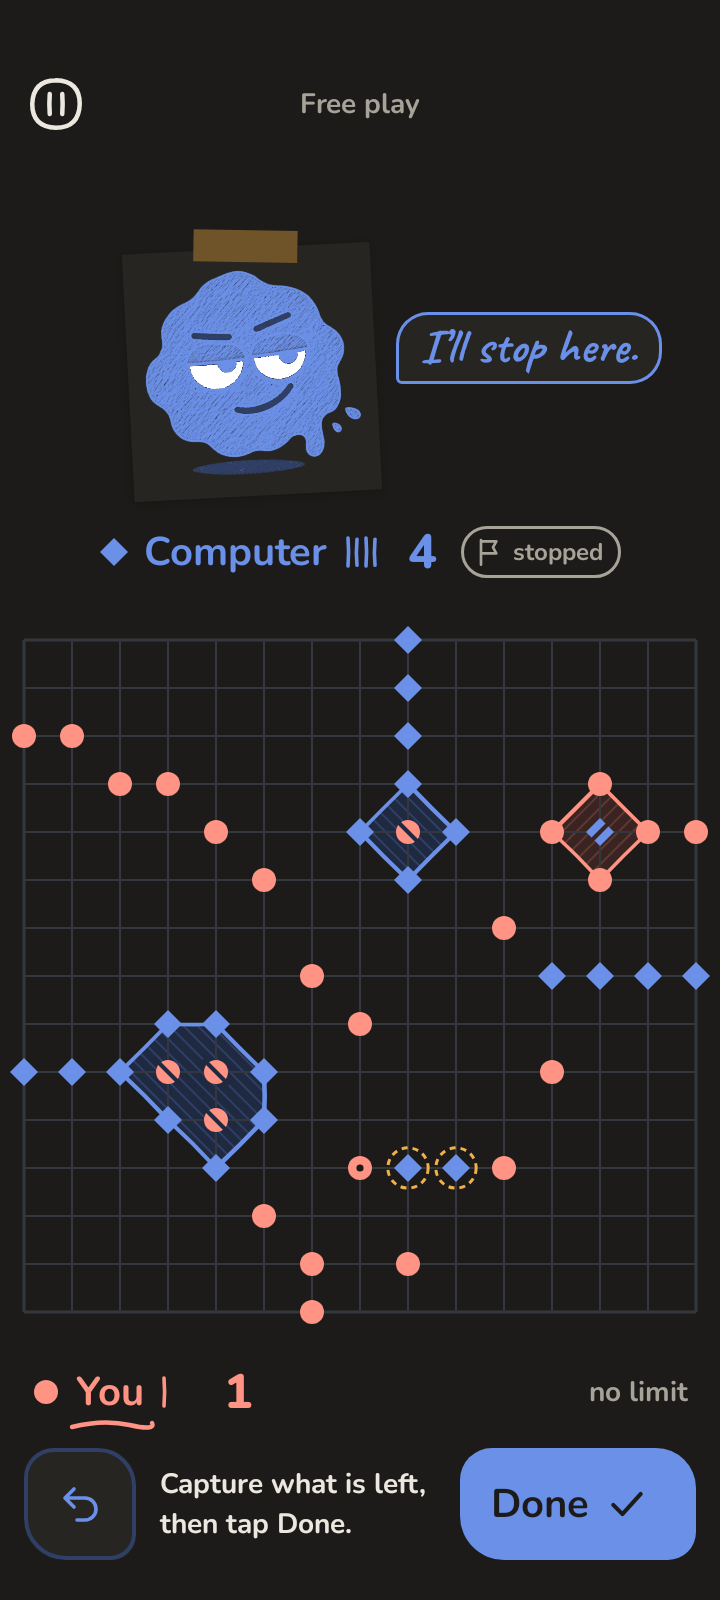 Free play
I'll stop here.
Computer 4 stopped
You 1 no limit
Capture what is left,
then tap Done.
Done